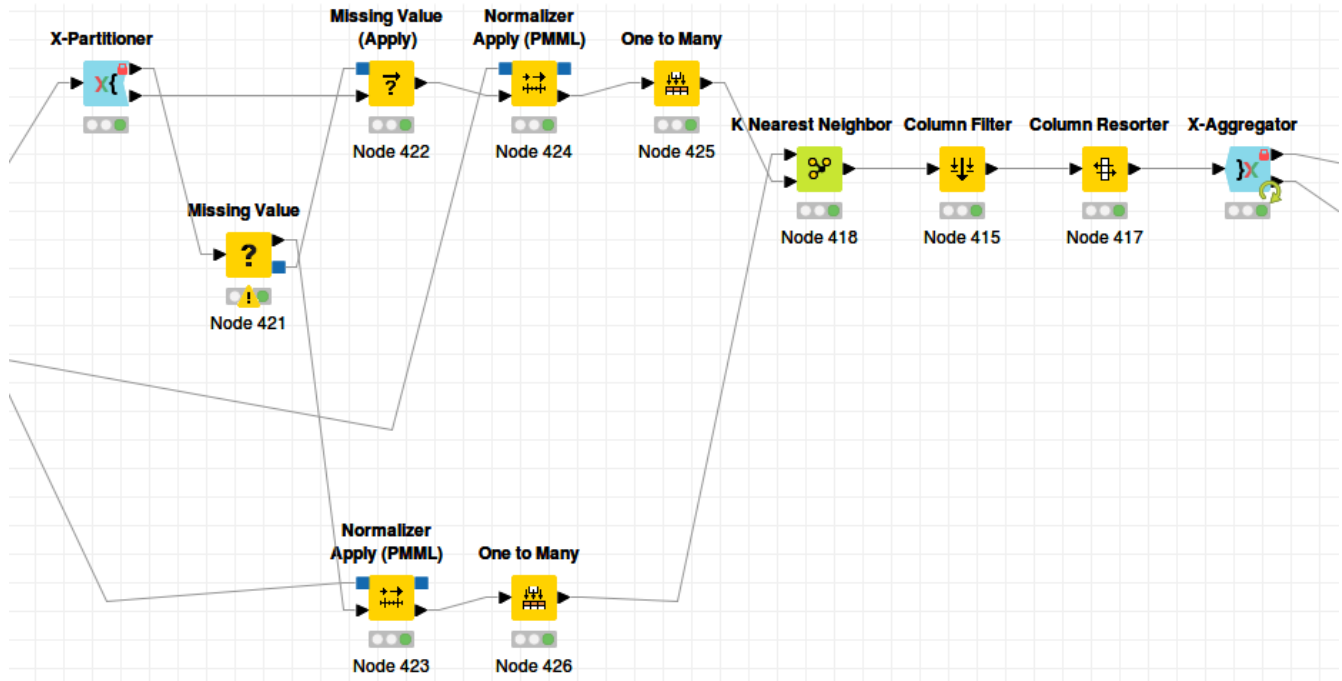 Missing Value
(Apply)
Normalizer
Apply (PMML)
X-Partitioner
One to Many
Node 422
Node 424
Node 425
K Nearest Neighbor
Column Filter
Column Resorter
X-Aggregator
Node 418
Node 415
Node 417
Missing Value
Node 421
Normalizer
Apply (PMML)
One to Many
Node 423
Node 426